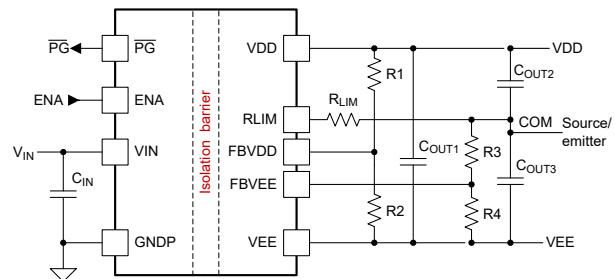 PG
PG
VDD
VDD
R1
COUT2
ENA
ENA
Isolation barrier
RLIM
RLIM
COM
Source/
emitter
VIN
VIN
FBVDD
COUT1
R3
COUT3
CIN
FBVEE
R2
R4
GNDP
VEE
VEE